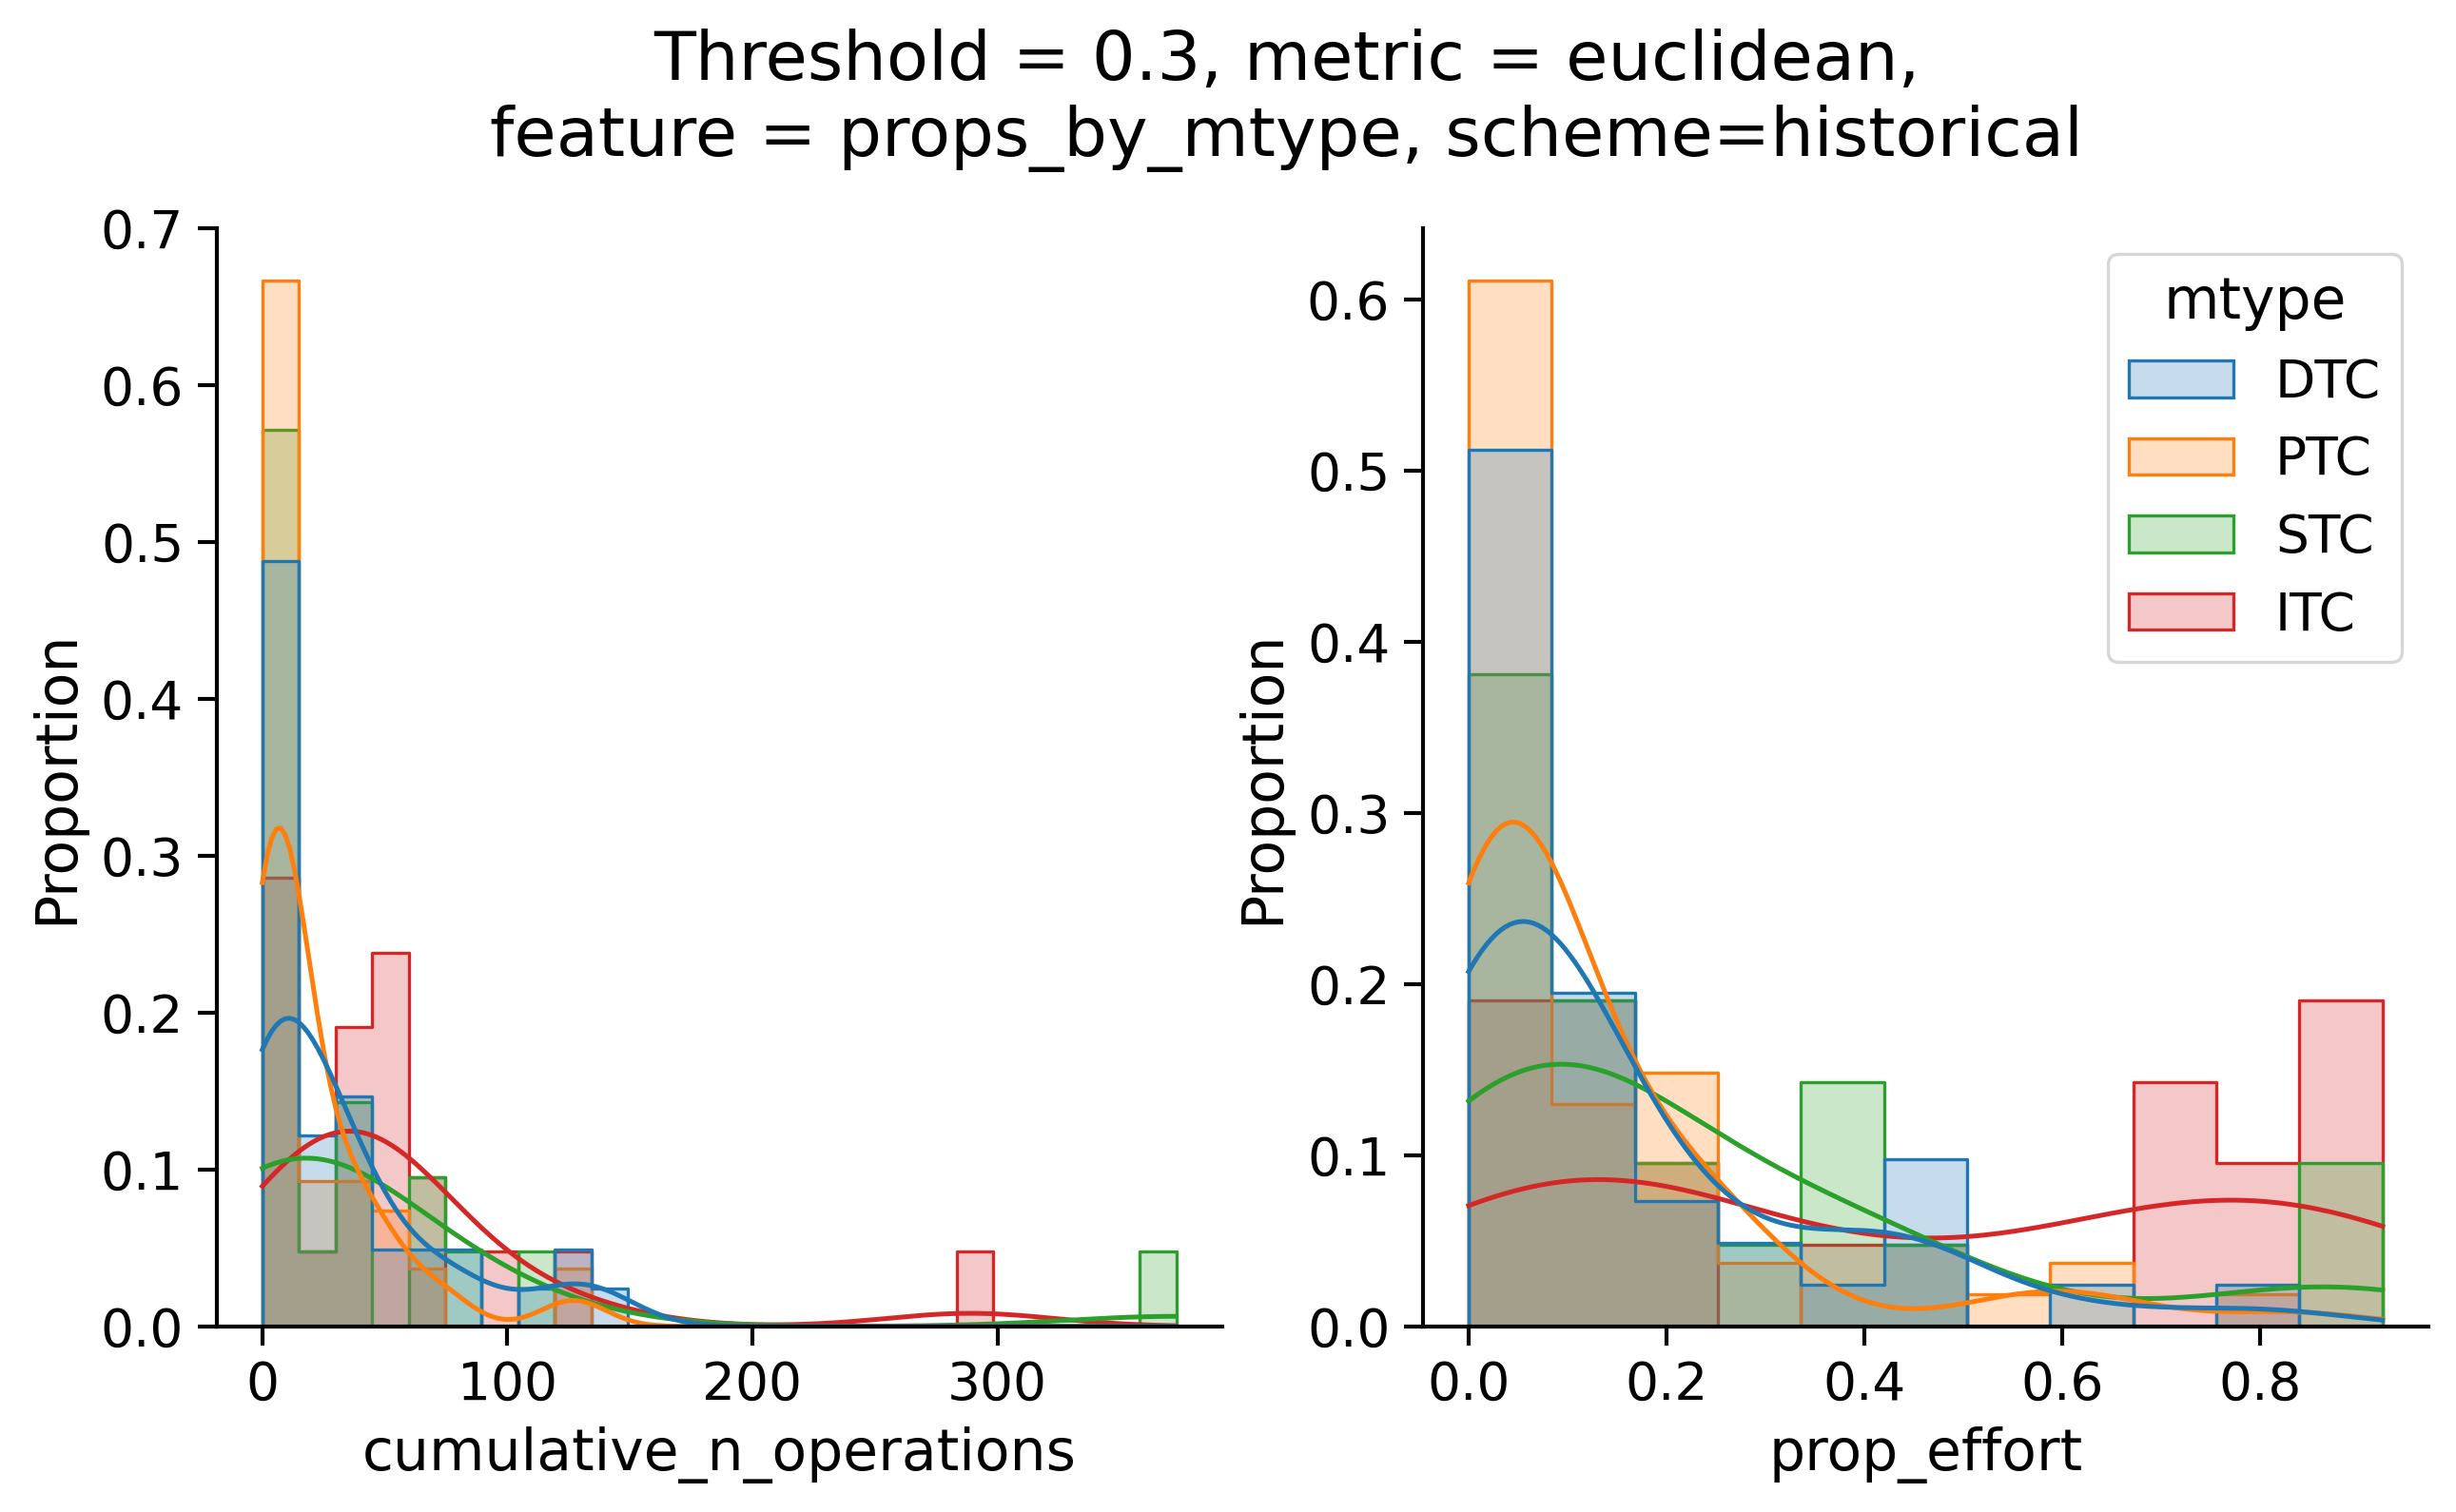 Threshold = 0.3, metric = euclidean,
feature = props_by_mtype, scheme=historical
Proportion
0.7
0.6
0.5
0.4
0.3
0.2
0.1
0.0
0
100
200
300
cumulative_n_operations
Proportion
0.6
0.5
0.4
0.3
0.2
0.1
0.0
0.0
0.2
0.4
0.6
0.8
prop_effort
mtype
DTC
PTC
STC
ITC